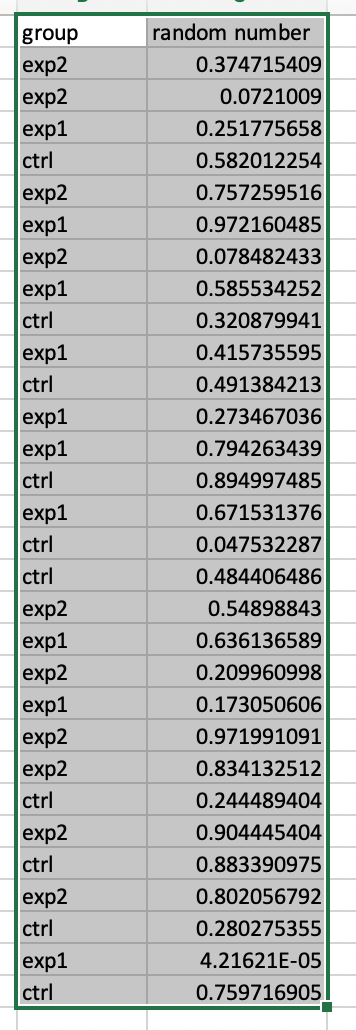 group random number
exp2 0.374715409
exp2 0.0721009
exp1 0.251775658
ctrl 0.582012254
exp2 0.757259516
exp1 0.972160485
exp2 0.078482433
exp1 0.585534252
ctrl 0.320879941
exp1 0.415735595
ctrl 0.491384213
exp1 0.273467036
exp1 0.794263439
ctrl 0.894997485
exp1 0.671531376
ctrl 0.047532287
ctrl 0.484406486
exp2 0.54898843
exp1 0.636136589
exp2 0.209960998
exp1 0.173050606
exp2 0.971991091
exp2 0.834132512
ctrl 0.244489404
exp2 0.904445404
ctrl 0.883390975
exp2 0.802056792
ctrl 0.280275355
exp1 4.21621E-05
ctrl 0.759716905